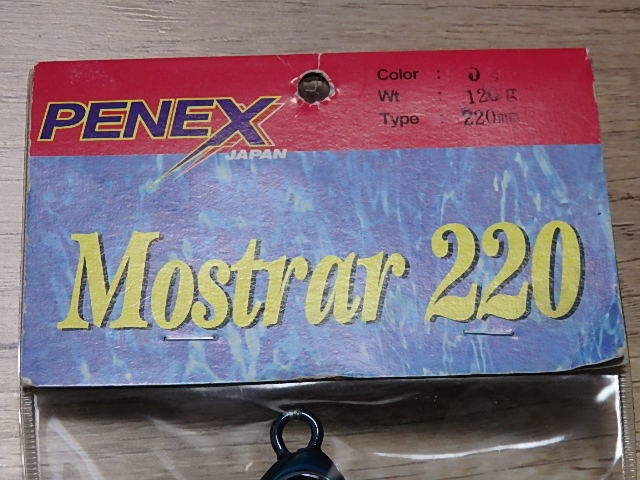 PENEX
JAPAN
Color :
Wt : 120 g
Type : 220mm
Mostrar 220